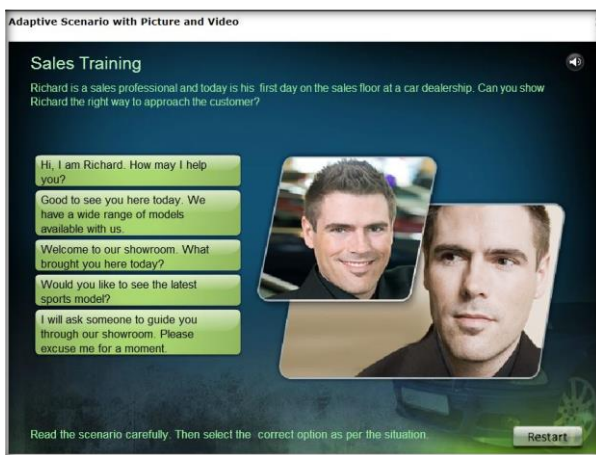 Adaptive Scenario with Picture and Video
Sales Training
Richard is a sales professional and today is his first day on the sales floor at a car dealership. Can you show
Richard the right way to approach the customer?
Hi, I am Richard. How may I help
you?
Good to see you here today. We
have a wide range of models
available with us.
Welcome to our showroom. What
brought you here today?
Would you like to see the latest
sports model?
I will ask someone to guide you
through our showroom. Please
excuse me for a moment.
Read the scenario carefully. Then select the correct option as per the situation.
Restart